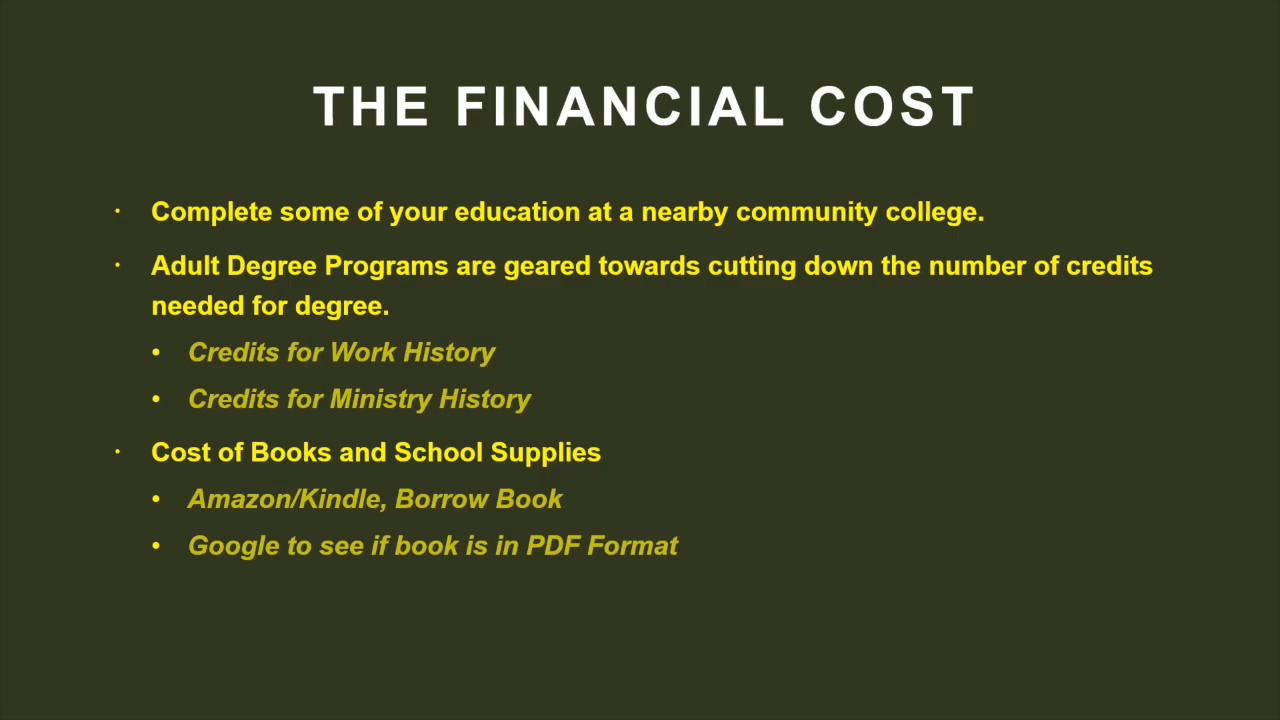 THE FINANCIAL COST
· Complete some of your education at a nearby community college.
· Adult Degree Programs are geared towards cutting down the number of credits
needed for degree.
• Credits for Work History
• Credits for Ministry History
· Cost of Books and School Supplies
• Amazon/Kindle, Borrow Book
• Google to see if book is in PDF Format